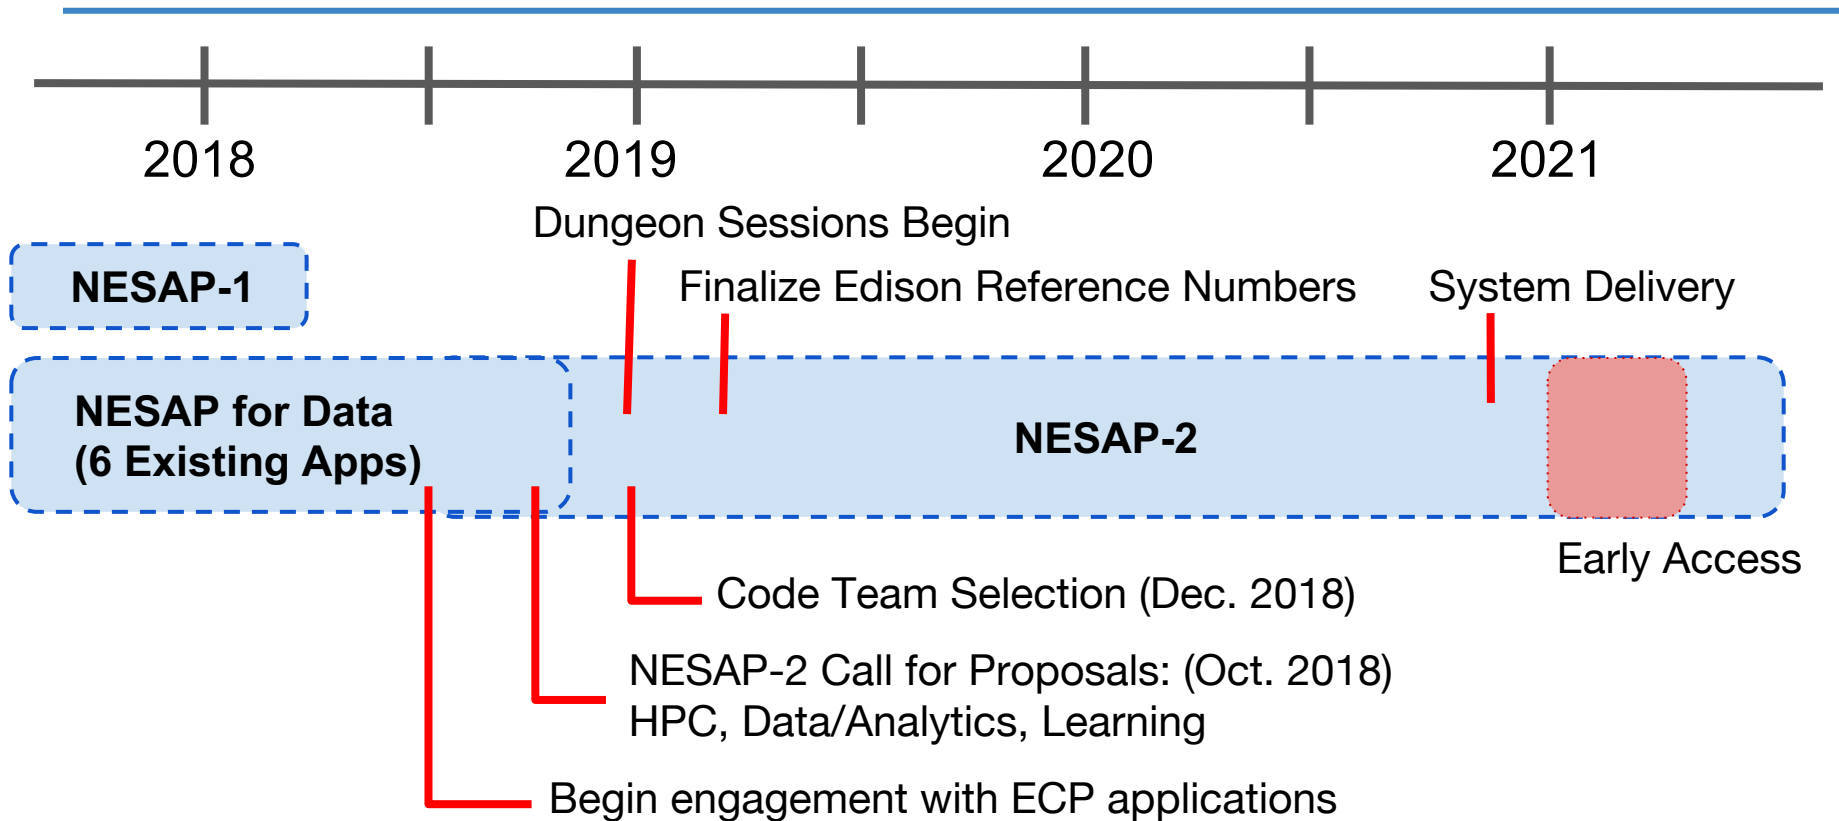 2018
2019
2020
2021
Dungeon Sessions Begin
NESAP-1
Finalize Edison Reference Numbers
System Delivery
NESAP for Data
(6 Existing Apps)
NESAP-2
Early Access
Code Team Selection (Dec. 2018)
NESAP-2 Call for Proposals: (Oct. 2018)
HPC, Data/Analytics, Learning
Begin engagement with ECP applications